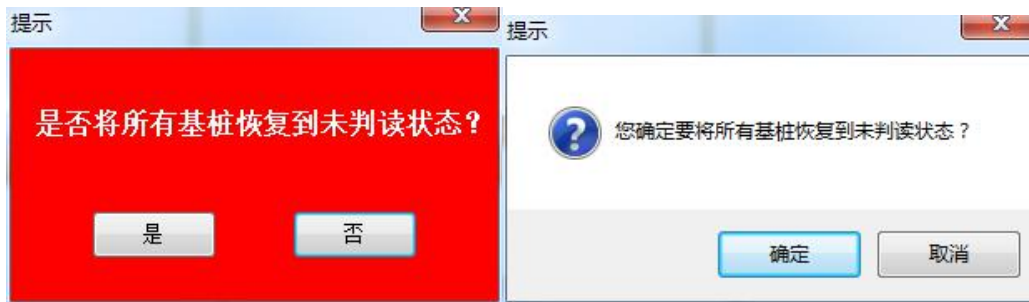 提示
是否将所有基桩恢复到未判读状态？
是
否
提示
您确定要将所有基桩恢复到未判读状态？
确定
取消